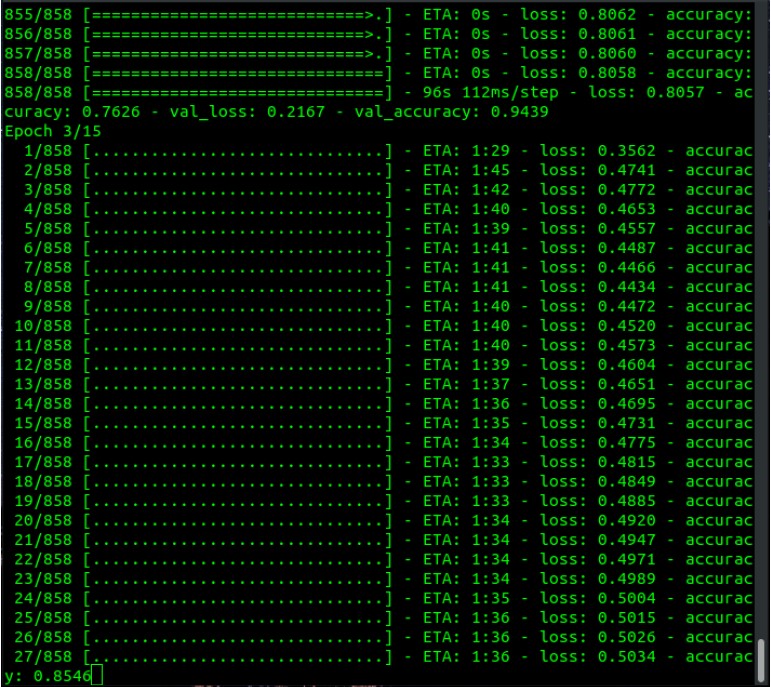 855/858 [============================>.] - ETA: 0s - loss: 0.8062 - accuracy:
856/858 [============================>.] - ETA: 0s - loss: 0.8061 - accuracy:
857/858 [============================>.] - ETA: 0s - loss: 0.8060 - accuracy:
858/858 [==============================] - ETA: 0s - loss: 0.8058 - accuracy:
858/858 [==============================] - 96s 112ms/step - loss: 0.8057 - ac
curacy: 0.7626 - val_loss: 0.2167 - val_accuracy: 0.9439
Epoch 3/15
1/858 [..............................] - ETA: 1:29 - loss: 0.3562 - accurac
2/858 [..............................] - ETA: 1:45 - loss: 0.4741 - accurac
3/858 [..............................] - ETA: 1:42 - loss: 0.4772 - accurac
4/858 [..............................] - ETA: 1:40 - loss: 0.4653 - accurac
5/858 [..............................] - ETA: 1:39 - loss: 0.4557 - accurac
6/858 [..............................] - ETA: 1:41 - loss: 0.4487 - accurac
7/858 [..............................] - ETA: 1:41 - loss: 0.4466 - accurac
8/858 [..............................] - ETA: 1:41 - loss: 0.4434 - accurac
9/858 [..............................] - ETA: 1:40 - loss: 0.4472 - accurac
10/858 [..............................] - ETA: 1:40 - loss: 0.4520 - accurac
11/858 [..............................] - ETA: 1:40 - loss: 0.4573 - accurac
12/858 [..............................] - ETA: 1:39 - loss: 0.4604 - accurac
13/858 [..............................] - ETA: 1:37 - loss: 0.4651 - accurac
14/858 [..............................] - ETA: 1:36 - loss: 0.4695 - accurac
15/858 [..............................] - ETA: 1:35 - loss: 0.4731 - accurac
16/858 [..............................] - ETA: 1:34 - loss: 0.4775 - accurac
17/858 [..............................] - ETA: 1:33 - loss: 0.4815 - accurac
18/858 [..............................] - ETA: 1:33 - loss: 0.4849 - accurac
19/858 [..............................] - ETA: 1:33 - loss: 0.4885 - accurac
20/858 [..............................] - ETA: 1:34 - loss: 0.4920 - accurac
21/858 [..............................] - ETA: 1:34 - loss: 0.4947 - accurac
22/858 [..............................] - ETA: 1:34 - loss: 0.4971 - accurac
23/858 [..............................] - ETA: 1:34 - loss: 0.4989 - accurac
24/858 [..............................] - ETA: 1:35 - loss: 0.5004 - accurac
25/858 [..............................] - ETA: 1:36 - loss: 0.5015 - accurac
26/858 [..............................] - ETA: 1:36 - loss: 0.5026 - accurac
27/858 [..............................] - ETA: 1:36 - loss: 0.5034 - accurac
y: 0.8546